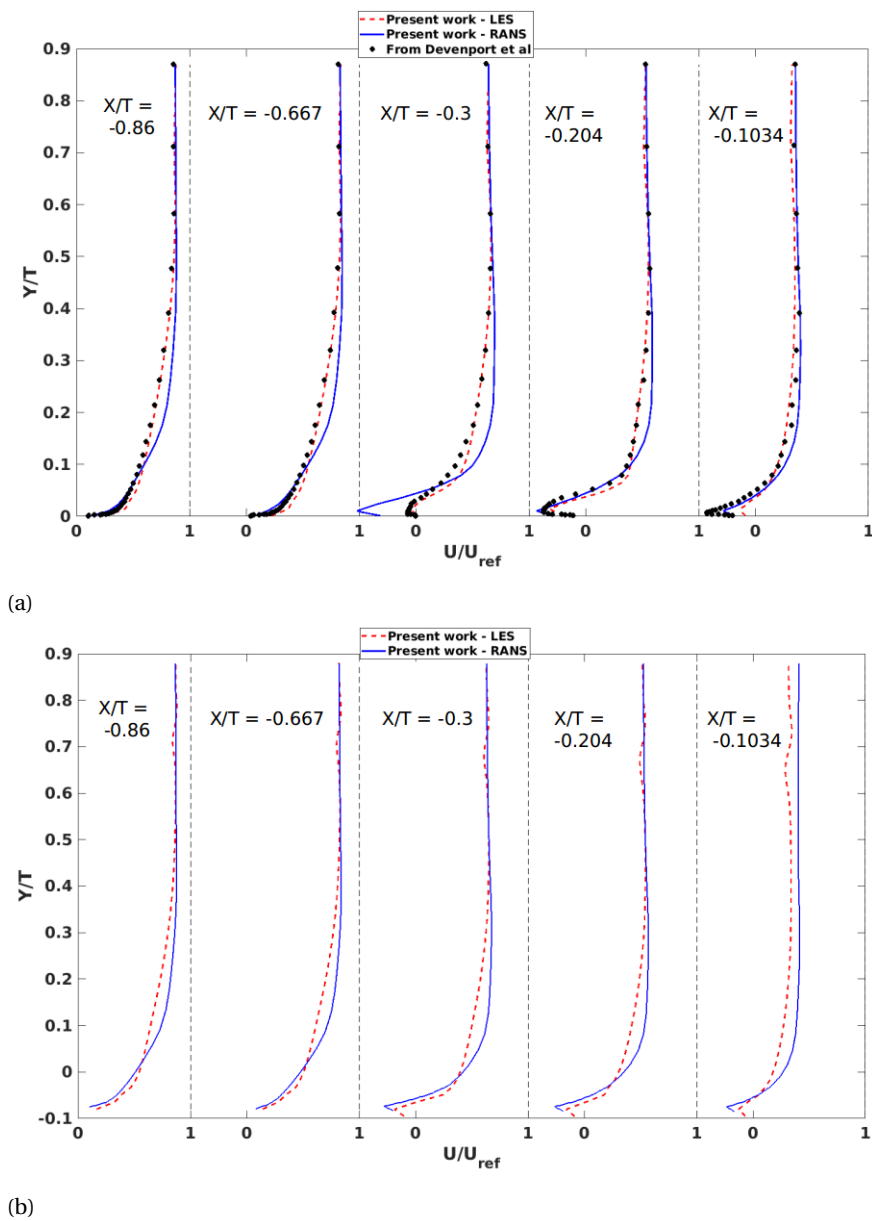 Present work - LES
Present work - RANS
From Devenport et al
0.9
0.8
0.7
0.6
0.5
0.4
0.3
0.2
0.1
0
Y/T
X/T =
-0.86
X/T = -0.667
X/T = -0.3
X/T =
-0.204
X/T =
-0.1034
0 1 0 1 0 1 0 1 0 1
U/Uref
(a)
Present work - LES
Present work - RANS
0.9
0.8
0.7
0.6
0.5
0.4
0.3
0.2
0.1
0
-0.1
Y/T
X/T =
-0.86
X/T = -0.667
X/T = -0.3
X/T =
-0.204
X/T =
-0.1034
0 1 0 1 0 1 0 1 0 1
U/Uref
(b)